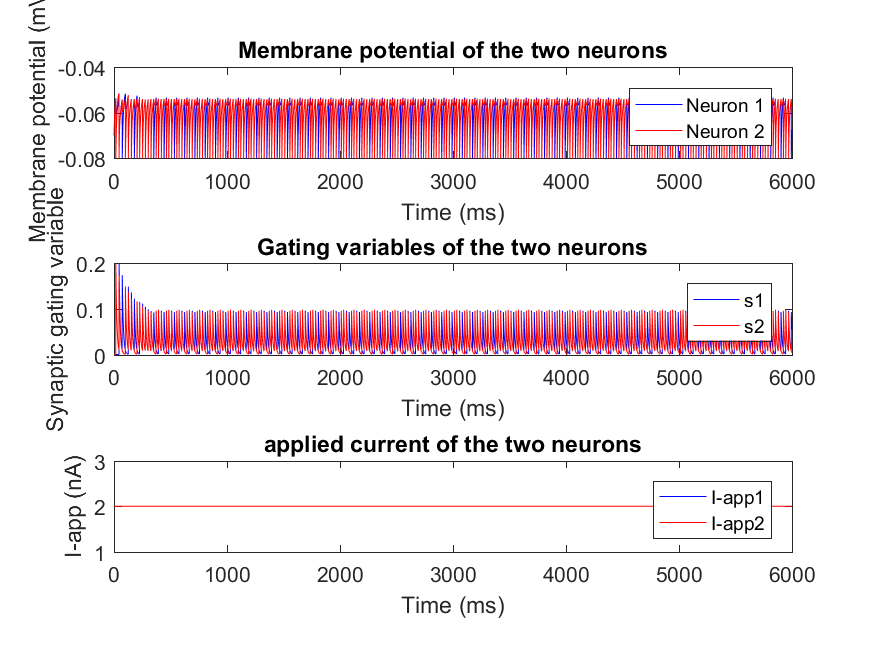 Membrane potential of the two neurons
Membrane potential (mV
-0.04
-0.06
-0.08
Neuron 1
Neuron 2
0 1000 2000 3000 4000 5000 6000
Time (ms)
Gating variables of the two neurons
Synaptic gating variable
0.2
0.1
0
s1
s2
0 1000 2000 3000 4000 5000 6000
Time (ms)
applied current of the two neurons
I-app (nA)
3
2
1
I-app1
I-app2
0 1000 2000 3000 4000 5000 6000
Time (ms)